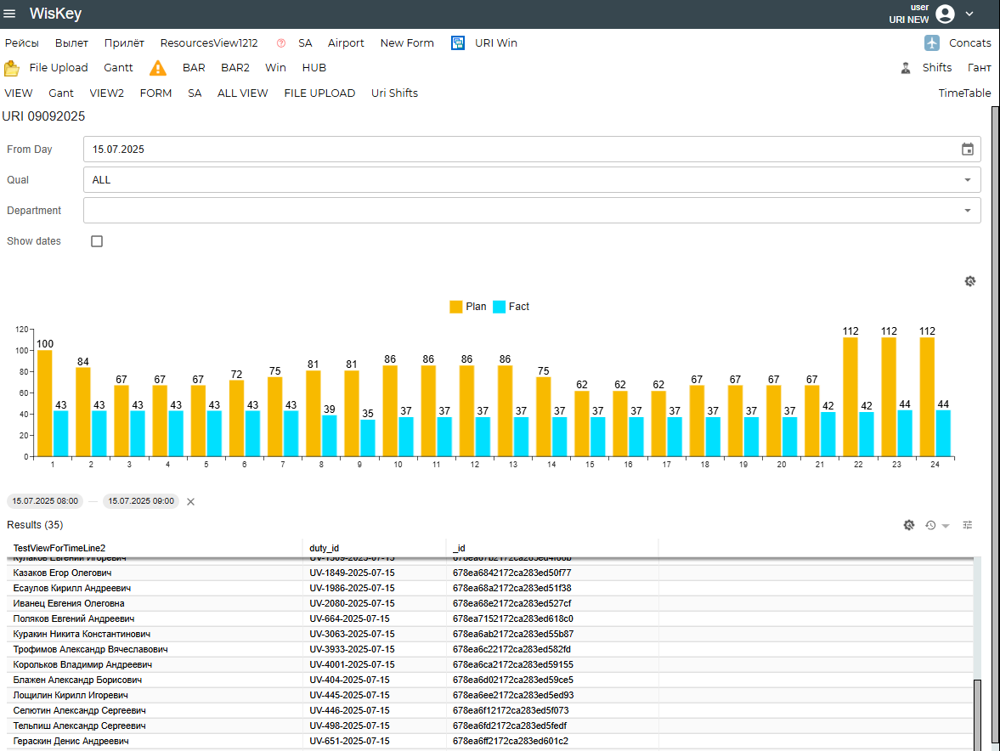 WisKey
user
URI NEW
Рейсы Вылет Прилёт ResourcesView1212 SA Airport New Form URI Win Concats
File Upload Gantt BAR BAR2 Win HUB Shifts Гант
VIEW Gant VIEW2 FORM SA ALL VIEW FILE UPLOAD Uri Shifts TimeTable
URI 09092025
From Day 15.07.2025
Qual ALL
Department
Show dates
Plan Fact
120
100
80
60
40
20
0
100 84 67 67 67 72 75 81 81 86 86 86 86 75 62 62 62 67 67 67 67 112 112 112
43 43 43 43 43 43 43 39 35 37 37 37 37 37 37 37 37 37 37 37 42 42 44 44
1 2 3 4 5 6 7 8 9 10 11 12 13 14 15 16 17 18 19 20 21 22 23 24
15.07.2025 08:00 — 15.07.2025 09:00
Results (35)
TestViewForTimeLine2 duty_id _id
Кулаков Евгений Игоревич UV-1509-2025-07-15
Казаков Егор Олегович UV-1849-2025-07-15 678ea6842172ca283ed50f77
Есаулов Кирилл Андреевич UV-1986-2025-07-15 678ea68a2172ca283ed51f38
Иванец Евгения Олеговна UV-2080-2025-07-15 678ea68e2172ca283ed527cf
Поляков Евгений Андреевич UV-664-2025-07-15 678ea7152172ca283ed618c0
Куракин Никита Константинович UV-3063-2025-07-15 678ea6ab2172ca283ed55b87
Трофимов Александр Вячеславович UV-3933-2025-07-15 678ea6c22172ca283ed582fd
Корольков Владимир Андреевич UV-4001-2025-07-15 678ea6ca2172ca283ed59155
Блажен Александр Борисович UV-404-2025-07-15 678ea6d02172ca283ed59ce5
Лощилин Кирилл Игоревич UV-445-2025-07-15 678ea6ee2172ca283ed5ed93
Селютин Александр Сергеевич UV-446-2025-07-15 678ea6f12172ca283ed5f073
Тельпиш Александр Сергеевич UV-498-2025-07-15 678ea6fd2172ca283ed5fedf
Гераскин Денис Андреевич UV-651-2025-07-15 678ea6ff2172ca283ed601c2